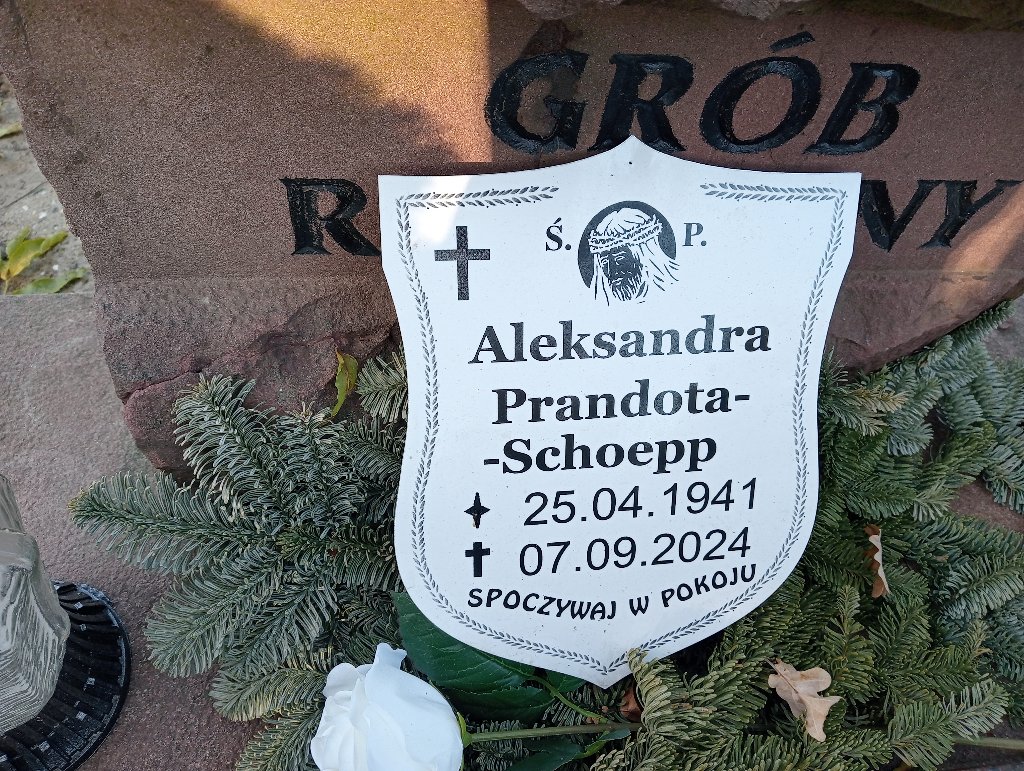 GRÓB
Ś. P.
Aleksandra
Prandota-
-Schoepp
25.04.1941
07.09.2024
SPOCZYWAJ W POKOJU